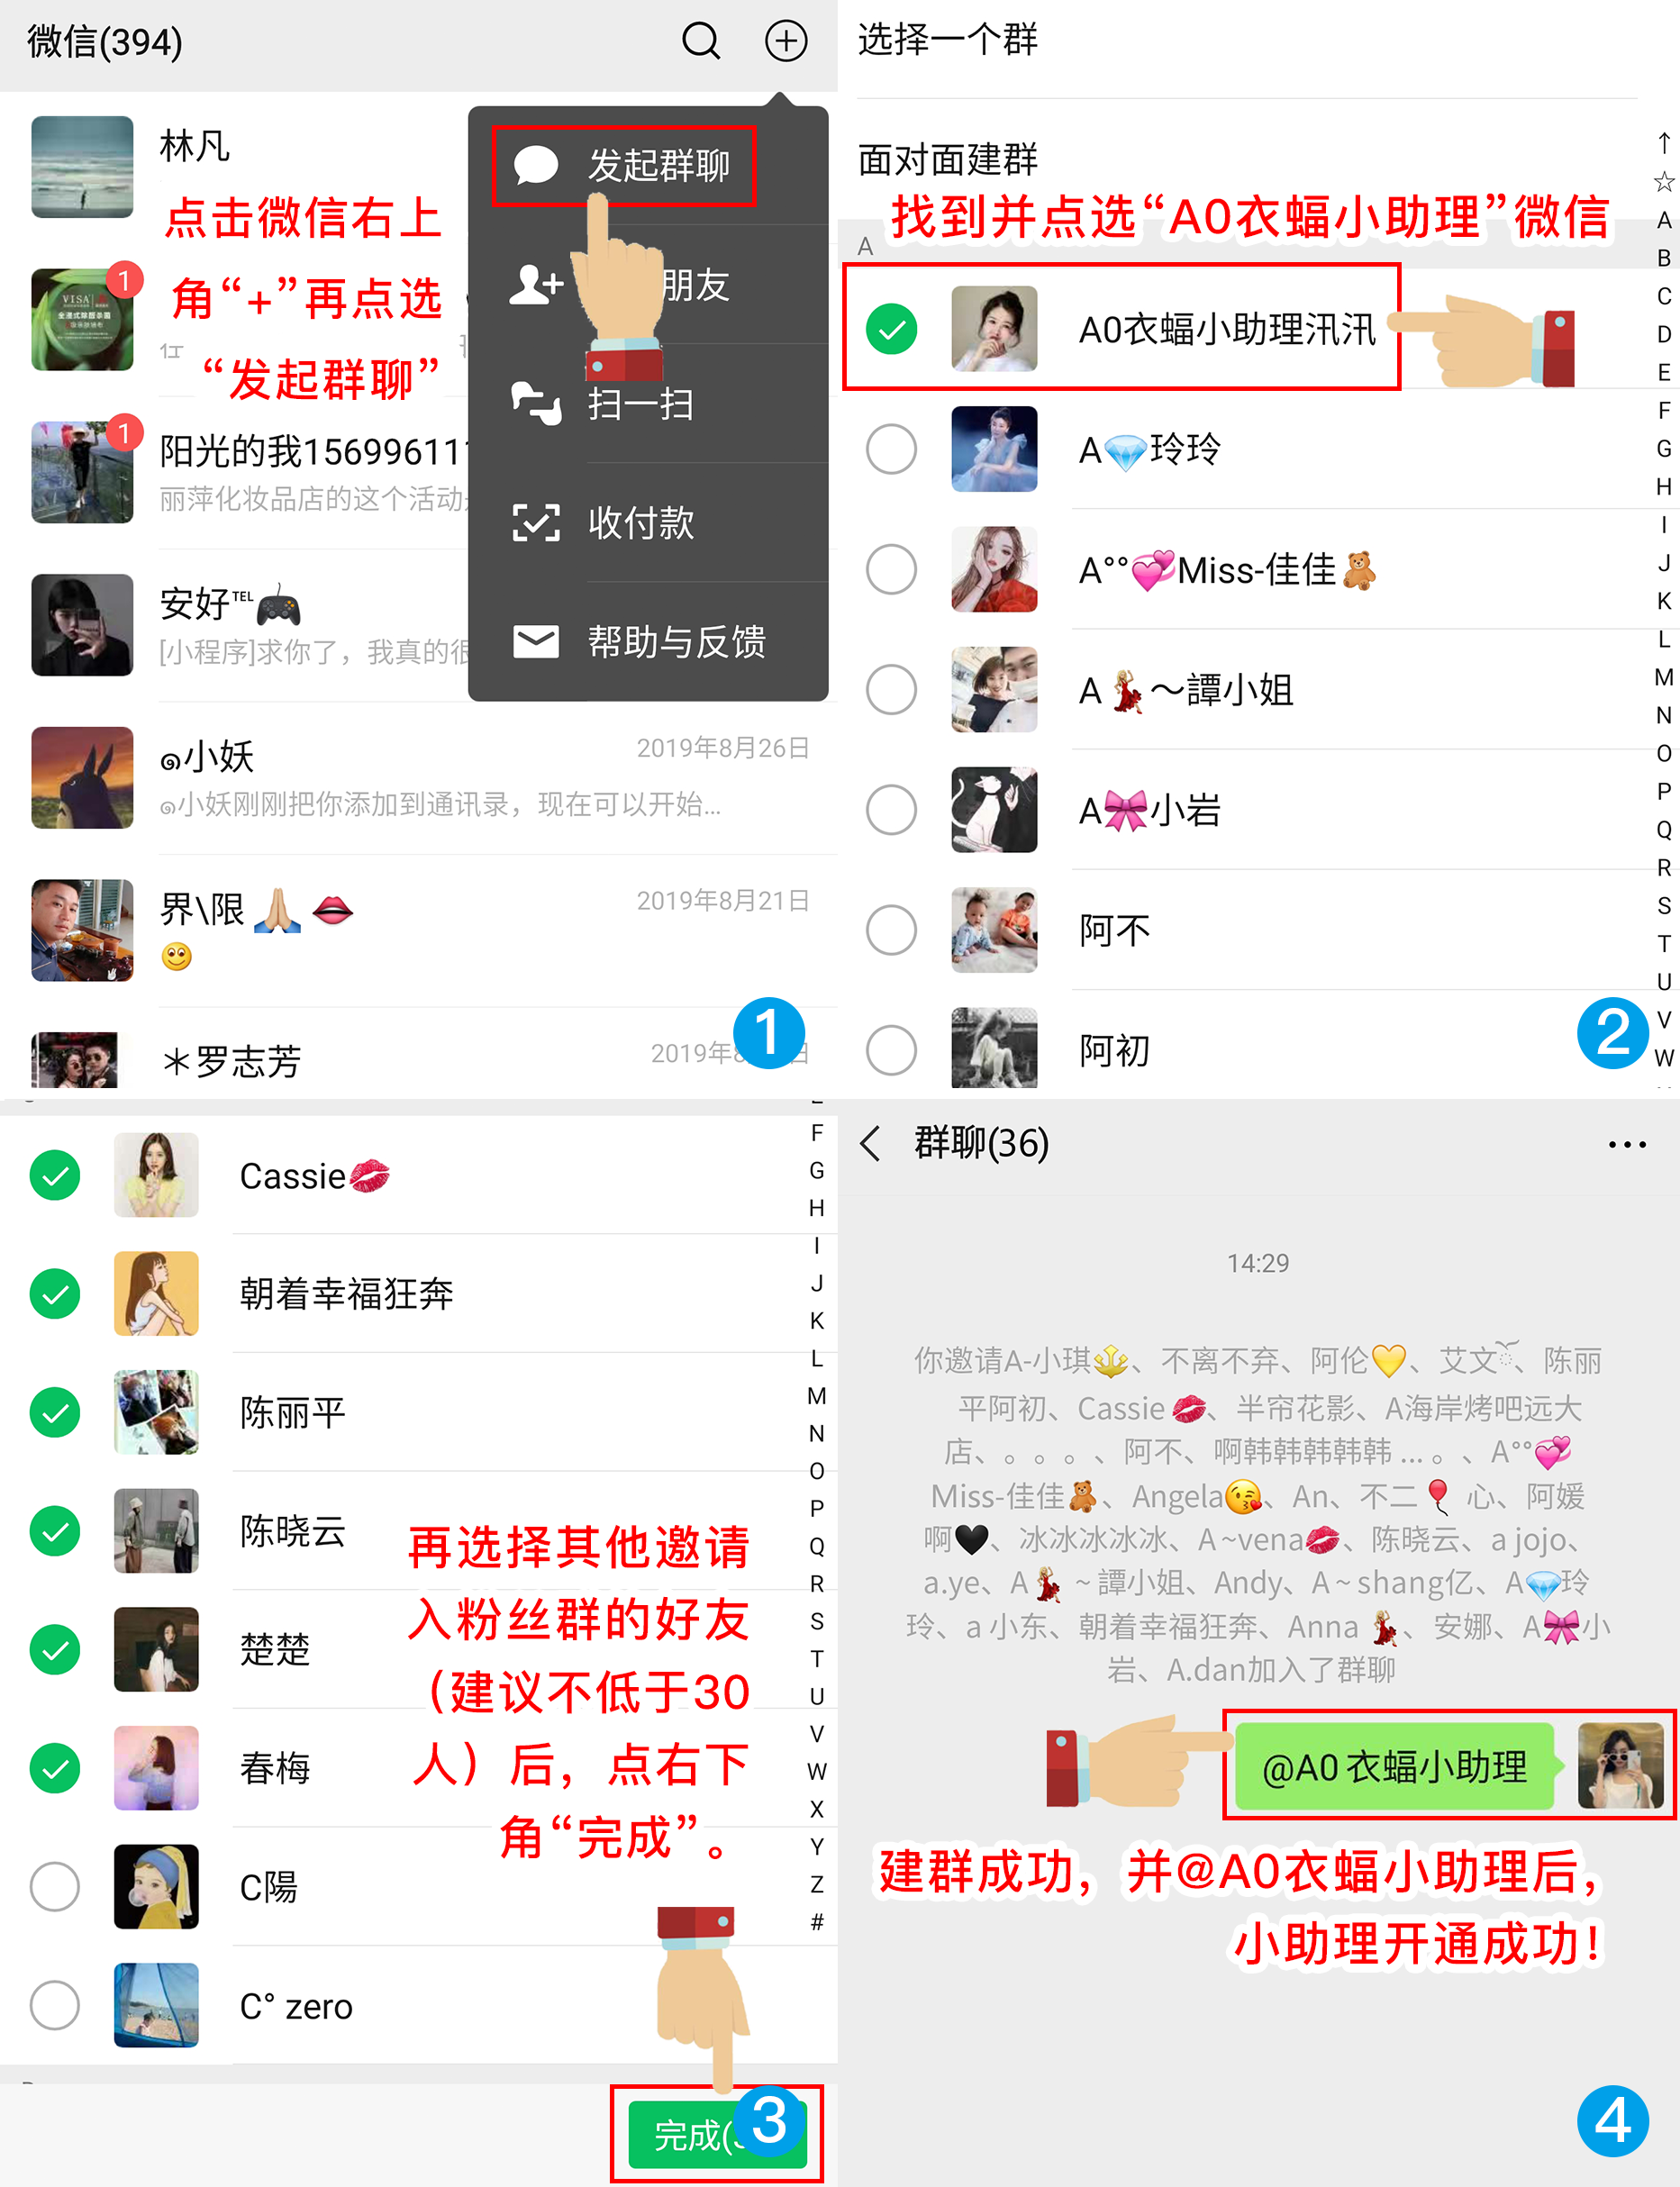 微信(394)
林凡
发起群聊
点击微信右上
角“+”再点选
“发起群聊”
朋友
扫一扫
收付款
帮助与反馈
VISA
1
1
阳光的我156996111
丽萍化妆品店的这个活动
安好TEL🎮
[小程序]求你了，我真的很
๑小妖
2019年8月26日
๑小妖刚刚把你添加到通讯录，现在可以开始...
界\限🙏👄
2019年8月21日
🙂
＊罗志芳
2019年8
日
1
选择一个群
面对面建群
找到并点选“A0衣蝠小助理”微信
A
A0衣蝠小助理汛汛
A💎玲玲
A°°💞Miss-佳佳🧸
A💃～譚小姐
A🎀小岩
阿不
阿初
↑
☆
A
B
C
D
E
F
G
H
I
J
K
L
M
N
O
P
Q
R
S
T
U
V
W
2
Cassie💋
朝着幸福狂奔
陈丽平
陈晓云
楚楚
春梅
C陽
C° zero
再选择其他邀请
入粉丝群的好友
（建议不低于30
人）后，点右下
角“完成”。
F
G
H
I
J
K
L
M
N
O
P
Q
R
S
T
U
V
W
X
Y
Z
#
完成(
3
群聊(36)
14:29
你邀请A-小琪🔱、不离不弃、阿伦💛、艾文、陈丽
平阿初、Cassie💋、半帘花影、A海岸烤吧远大
店、。。。。、阿不、啊韩韩韩韩韩 ... 。、A°°💞
Miss-佳佳🧸、Angela😘、An、不二🎈心、阿媛
啊🖤、冰冰冰冰冰、A ~vena💋、陈晓云、a jojo、
a.ye、A💃 ~ 譚小姐、Andy、A ~ shang亿、A💎玲
玲、a 小东、朝着幸福狂奔、Anna 💃、安娜、A🎀小
岩、A.dan加入了群聊
@A0 衣蝠小助理
建群成功，并@A0衣蝠小助理后，
小助理开通成功！
4